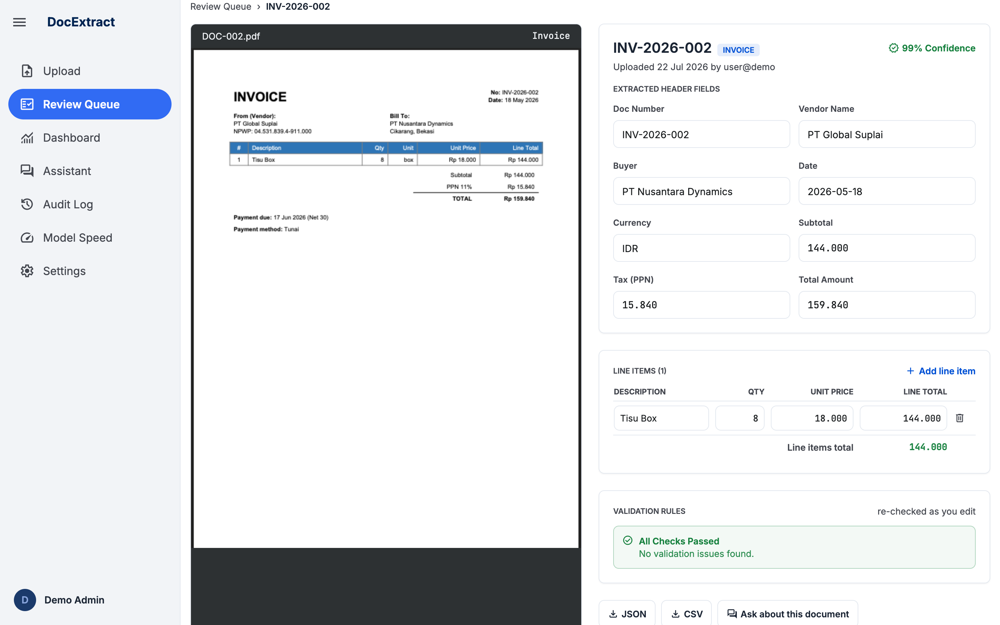 DocExtract
Upload
Review Queue
Dashboard
Assistant
Audit Log
Model Speed
Settings
D
Demo Admin
Review Queue › INV-2026-002
DOC-002.pdf
Invoice
INVOICE
No: INV-2026-002
Date: 18 May 2026
From (Vendor):
PT Global Suplai
NPWP: 04.531.839.4-911.000
Bill To:
PT Nusantara Dynamics
Cikarang, Bekasi
# Description Qty Unit Unit Price Line Total
1 Tisu Box 8 box Rp 18.000 Rp 144.000
Subtotal Rp 144.000
PPN 11% Rp 15.840
TOTAL Rp 159.840
Payment due: 17 Jun 2026 (Net 30)
Payment method: Tunai
INV-2026-002 INVOICE
99% Confidence
Uploaded 22 Jul 2026 by user@demo
EXTRACTED HEADER FIELDS
Doc Number
INV-2026-002
Vendor Name
PT Global Suplai
Buyer
PT Nusantara Dynamics
Date
2026-05-18
Currency
IDR
Subtotal
144.000
Tax (PPN)
15.840
Total Amount
159.840
LINE ITEMS (1)
+ Add line item
DESCRIPTION QTY UNIT PRICE LINE TOTAL
Tisu Box 8 18.000 144.000
Line items total 144.000
VALIDATION RULES
re-checked as you edit
All Checks Passed
No validation issues found.
JSON
CSV
Ask about this document